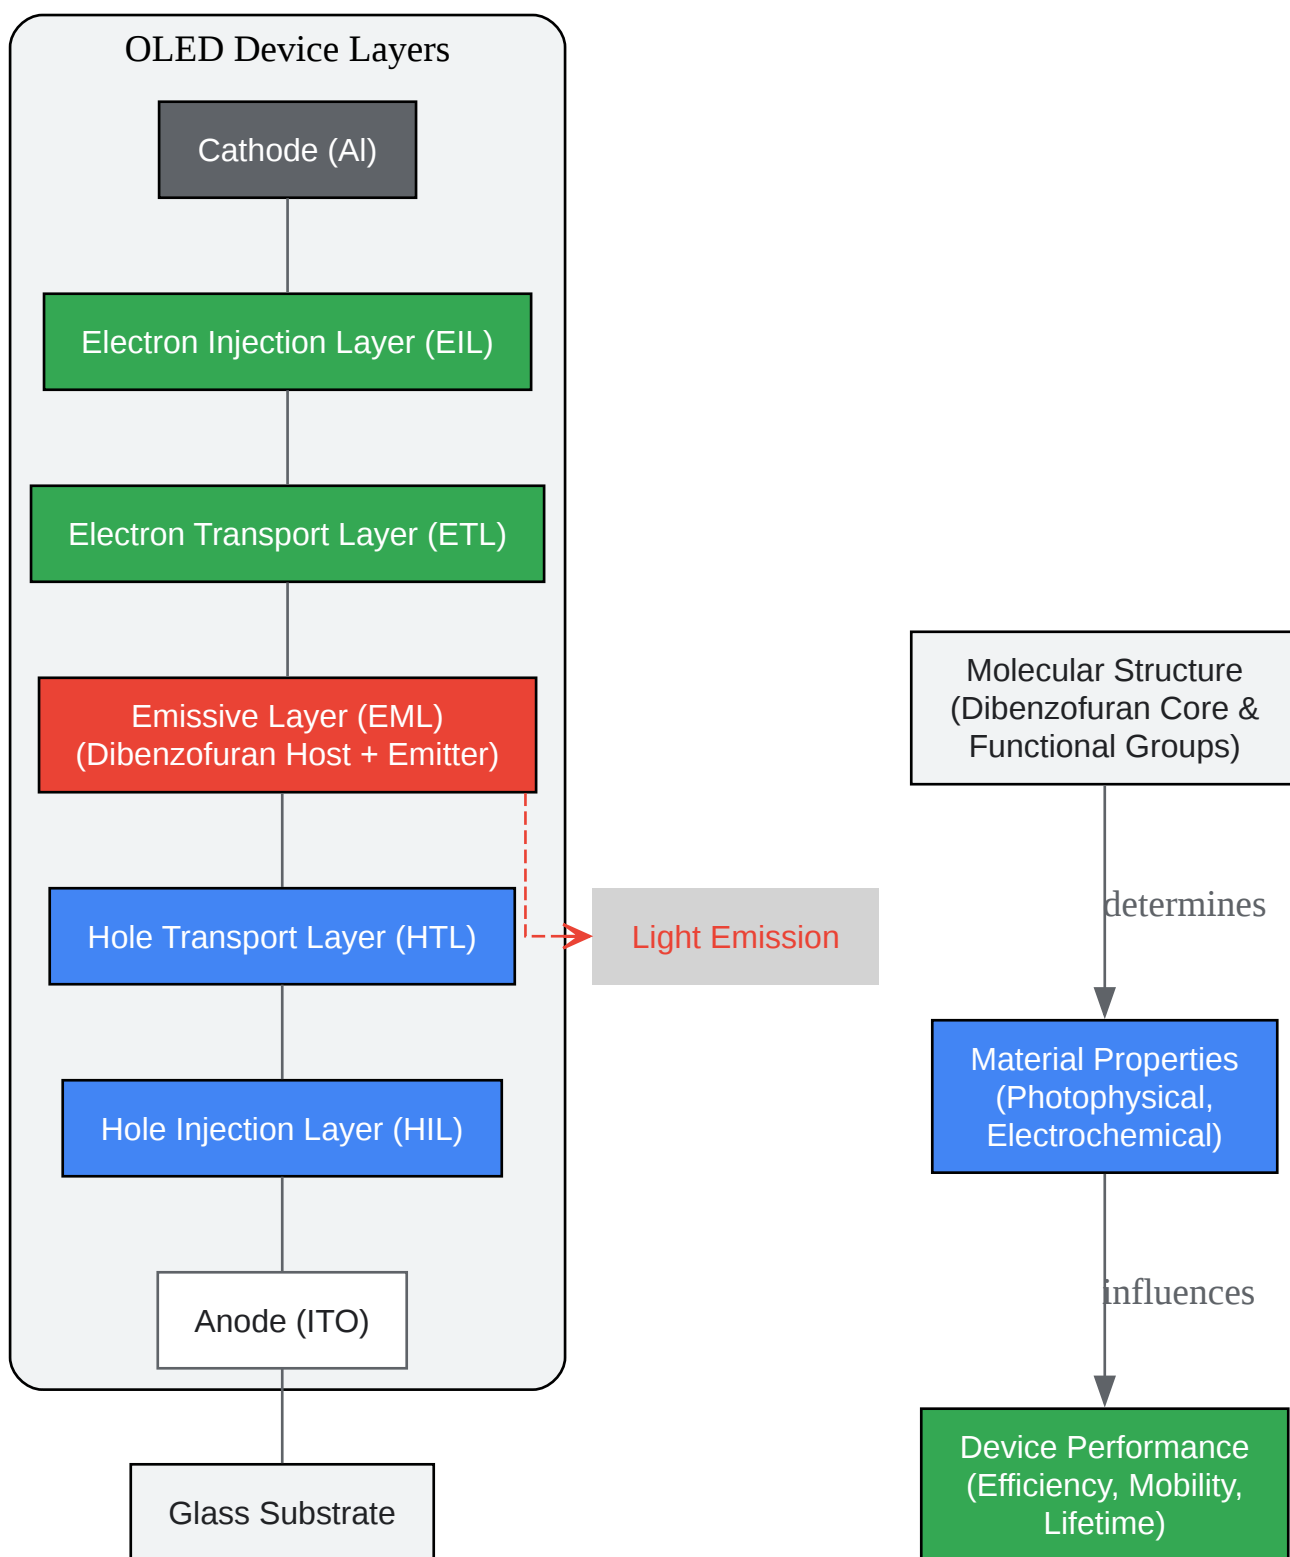 OLED Device Layers
Cathode (Al)
Electron Injection Layer (EIL)
Electron Transport Layer (ETL)
Emissive Layer (EML)
(Dibenzofuran Host + Emitter)
Hole Transport Layer (HTL)
Light Emission
Hole Injection Layer (HIL)
Anode (ITO)
Glass Substrate
Molecular Structure
(Dibenzofuran Core &
Functional Groups)
determines
Material Properties
(Photophysical,
Electrochemical)
influences
Device Performance
(Efficiency, Mobility,
Lifetime)